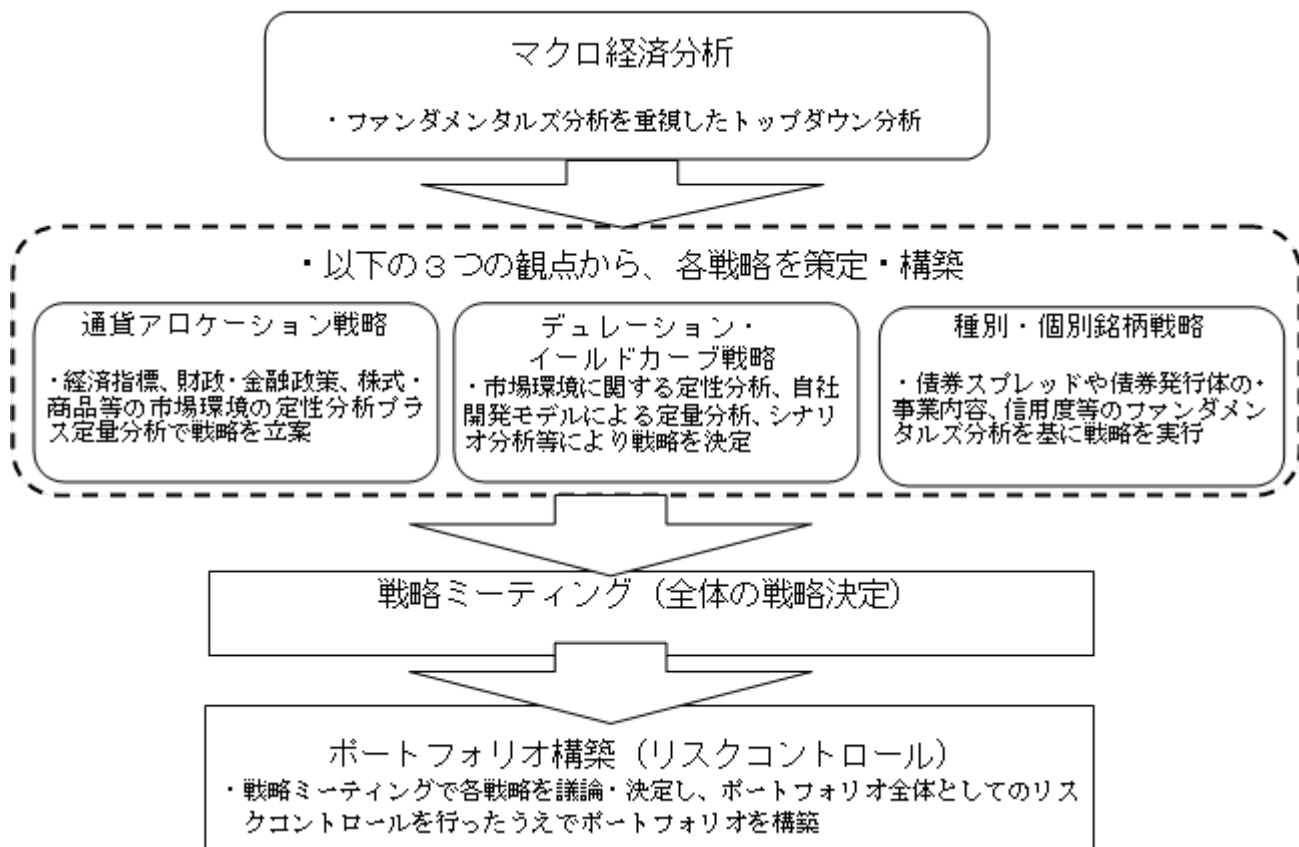 マクロ経済分析
・ファンダメンタルズ分析を重視したトップダウン分析
・以下の３つの観点から、各戦略を策定・構築
通貨アロケーション戦略
・経済指標、財政・金融政策、株式・
商品等の市場環境の定性分析プラ
ス定量分析で戦略を立案
デュレーション・
イールドカーブ戦略
・市場環境に関する定性分析、自社
開発モデルによる定量分析、シナリ
オ分析等により戦略を決定
種別・個別銘柄戦略
・債券スプレッドや債券発行体の・
事業内容、信用度等のファンダメン
タルズ分析を基に戦略を実行
戦略ミーティング（全体の戦略決定）
ポートフォリオ構築（リスクコントロール）
・戦略ミーティングで各戦略を議論・決定し、ポートフォリオ全体としてのリス
クコントロールを行ったうえでポートフォリオを構築